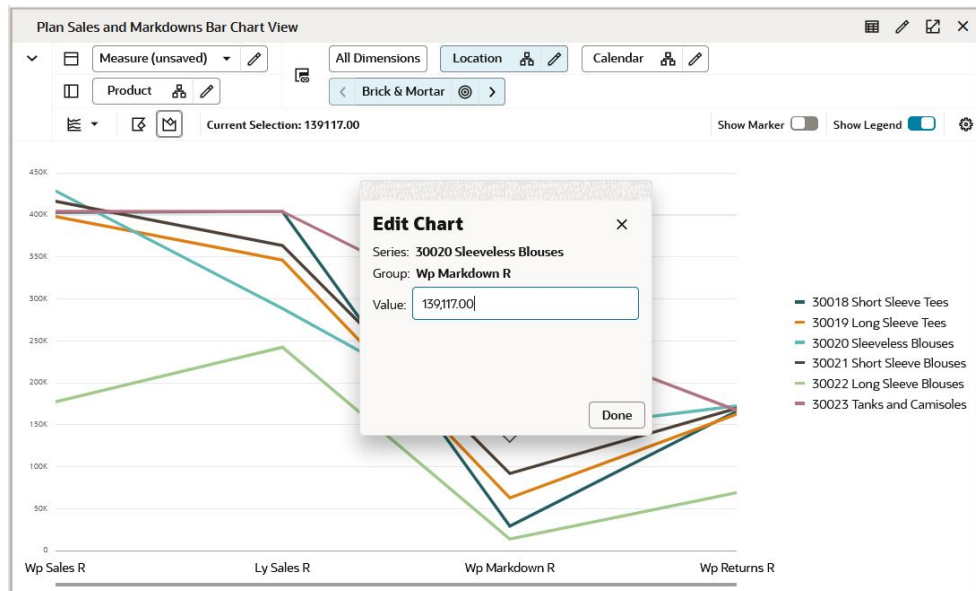 Plan Sales and Markdowns Bar Chart View
Measure (unsaved)
All Dimensions
Location
Calendar
Product
Brick & Mortar
Current Selection: 139117.00
Show Marker
Show Legend
450K
400K
350K
300K
250K
200K
150K
100K
50K
0
Wp Sales R
Ly Sales R
Wp Markdown R
Wp Returns R
Edit Chart
Series: 30020 Sleeveless Blouses
Group: Wp Markdown R
Value: 139,117.00
Done
30018 Short Sleeve Tees
30019 Long Sleeve Tees
30020 Sleeveless Blouses
30021 Short Sleeve Blouses
30022 Long Sleeve Blouses
30023 Tanks and Camisoles